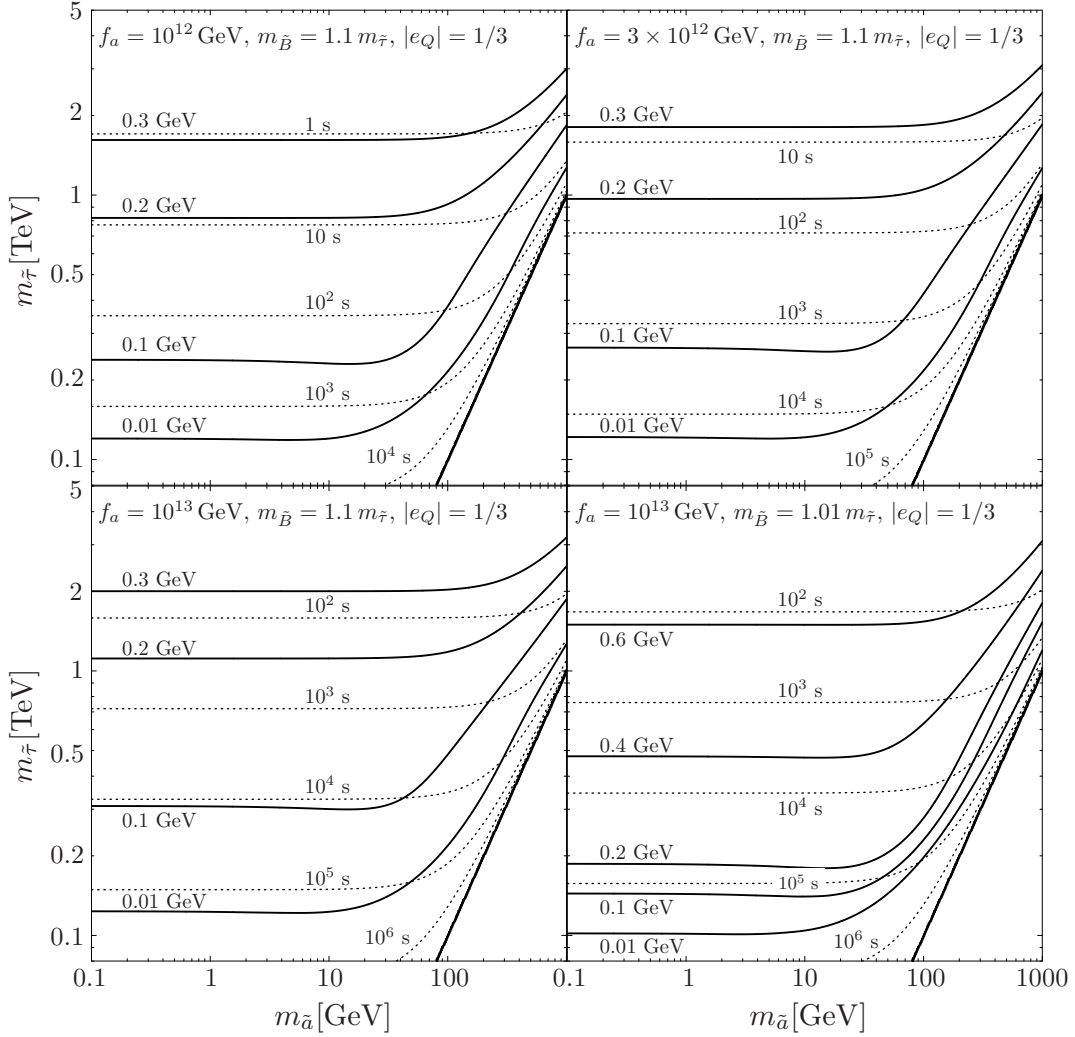 5
2
1
0.5
0.2
0.1
m_τ̃ [TeV]
f_a = 10^12 GeV, m_B̃ = 1.1 m_τ̃, |e_Q| = 1/3
0.3 GeV
1 s
0.2 GeV
10 s
10^2 s
0.1 GeV
10^3 s
0.01 GeV
10^4 s
f_a = 3 × 10^12 GeV, m_B̃ = 1.1 m_τ̃, |e_Q| = 1/3
0.3 GeV
10 s
0.2 GeV
10^2 s
10^3 s
0.1 GeV
10^4 s
0.01 GeV
10^5 s
5
2
1
0.5
0.2
0.1
m_τ̃ [TeV]
f_a = 10^13 GeV, m_B̃ = 1.1 m_τ̃, |e_Q| = 1/3
0.3 GeV
10^2 s
0.2 GeV
10^3 s
10^4 s
0.1 GeV
10^5 s
0.01 GeV
10^6 s
f_a = 10^13 GeV, m_B̃ = 1.01 m_τ̃, |e_Q| = 1/3
10^2 s
0.6 GeV
10^3 s
0.4 GeV
10^4 s
0.2 GeV
10^5 s
0.1 GeV
0.01 GeV
10^6 s
0.1 1 10 100 0.1 1 10 100 1000
m_ã [GeV] m_ã [GeV]